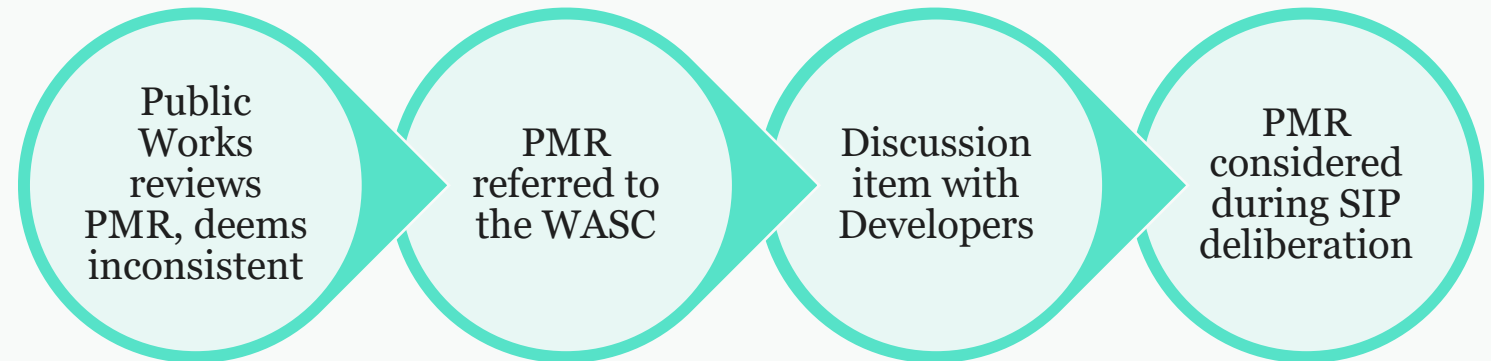 Public
Works
reviews
PMR, deems
inconsistent
PMR
referred to
the WASC
Discussion
item with
Developers
PMR
considered
during SIP
deliberation